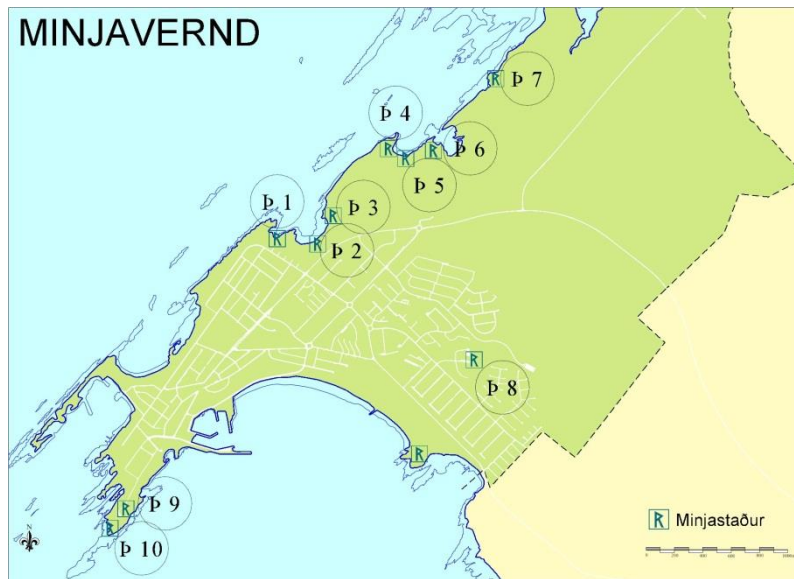 MINJAVERND
Þ 7
Þ 4
Þ 6
Þ 5
Þ 1
Þ 3
Þ 2
Þ 8
Þ 9
Þ 10
N
R Minjastaður